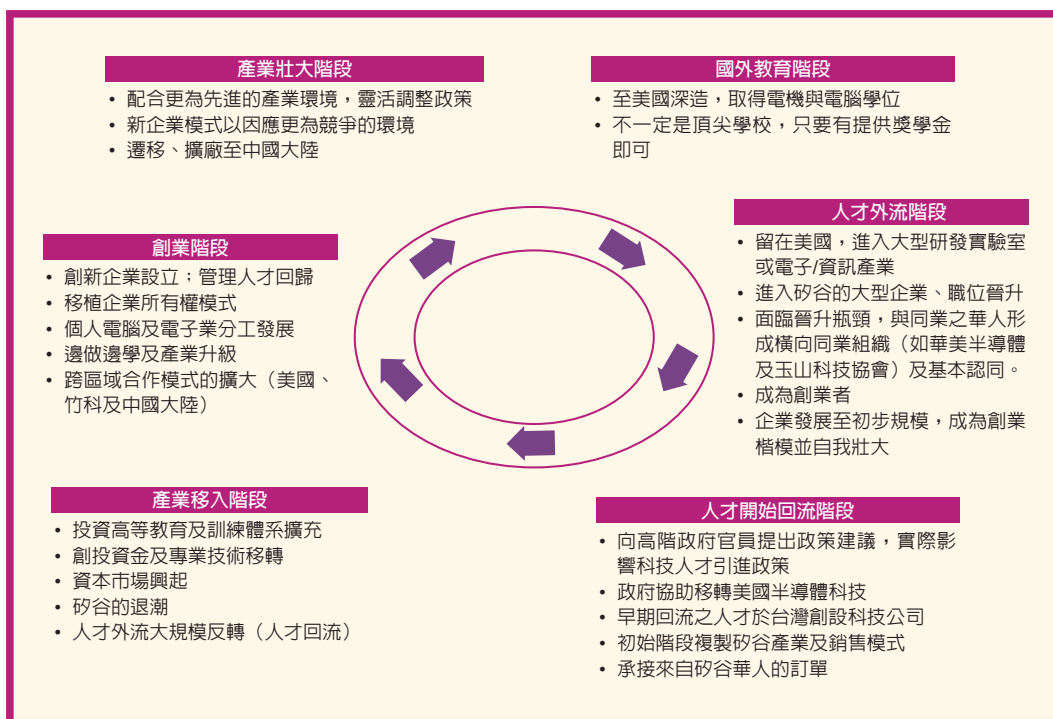 產業壯大階段
• 配合更為先進的產業環境，靈活調整政策
• 新企業模式以因應更為競爭的環境
• 遷移、擴廠至中國大陸
國外教育階段
• 至美國深造，取得電機與電腦學位
• 不一定是頂尖學校，只要有提供獎學金
即可
人才外流階段
• 留在美國，進入大型研發實驗室
或電子/資訊產業
• 進入矽谷的大型企業、職位晉升
• 面臨晉升瓶頸，與同業之華人形
成橫向同業組織（如華美半導體
及玉山科技協會）及基本認同。
• 成為創業者
• 企業發展至初步規模，成為創業
楷模並自我壯大
創業階段
• 創新企業設立；管理人才回歸
• 移植企業所有權模式
• 個人電腦及電子業分工發展
• 邊做邊學及產業升級
• 跨區域合作模式的擴大（美國、
竹科及中國大陸）
產業移入階段
• 投資高等教育及訓練體系擴充
• 創投資金及專業技術移轉
• 資本市場興起
• 矽谷的退潮
• 人才外流大規模反轉（人才回流）
人才開始回流階段
• 向高階政府官員提出政策建議，實際影
響科技人才引進政策
• 政府協助移轉美國半導體科技
• 早期回流之人才於台灣創設科技公司
• 初始階段複製矽谷產業及銷售模式
• 承接來自矽谷華人的訂單